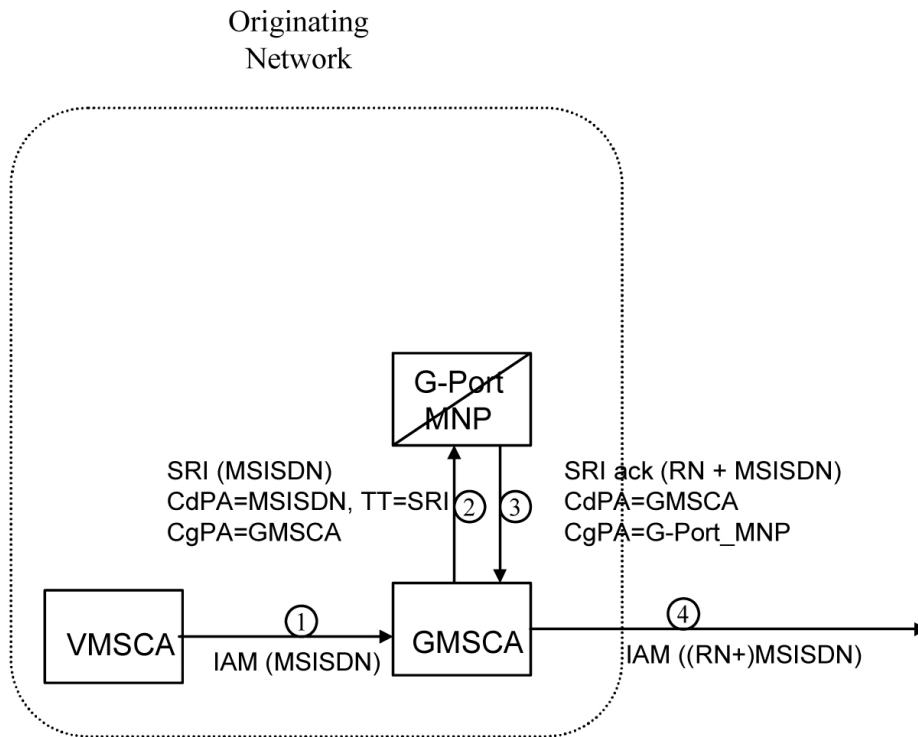 Originating
Network
G-Port
MNP
SRI (MSISDN)
CdPA=MSISDN, TT=SRI
CgPA=GMSCA
2
3
SRI ack (RN + MSISDN)
CdPA=GMSCA
CgPA=G-Port_MNP
VMSCA
1
IAM (MSISDN)
GMSCA
4
IAM ((RN+)MSISDN)